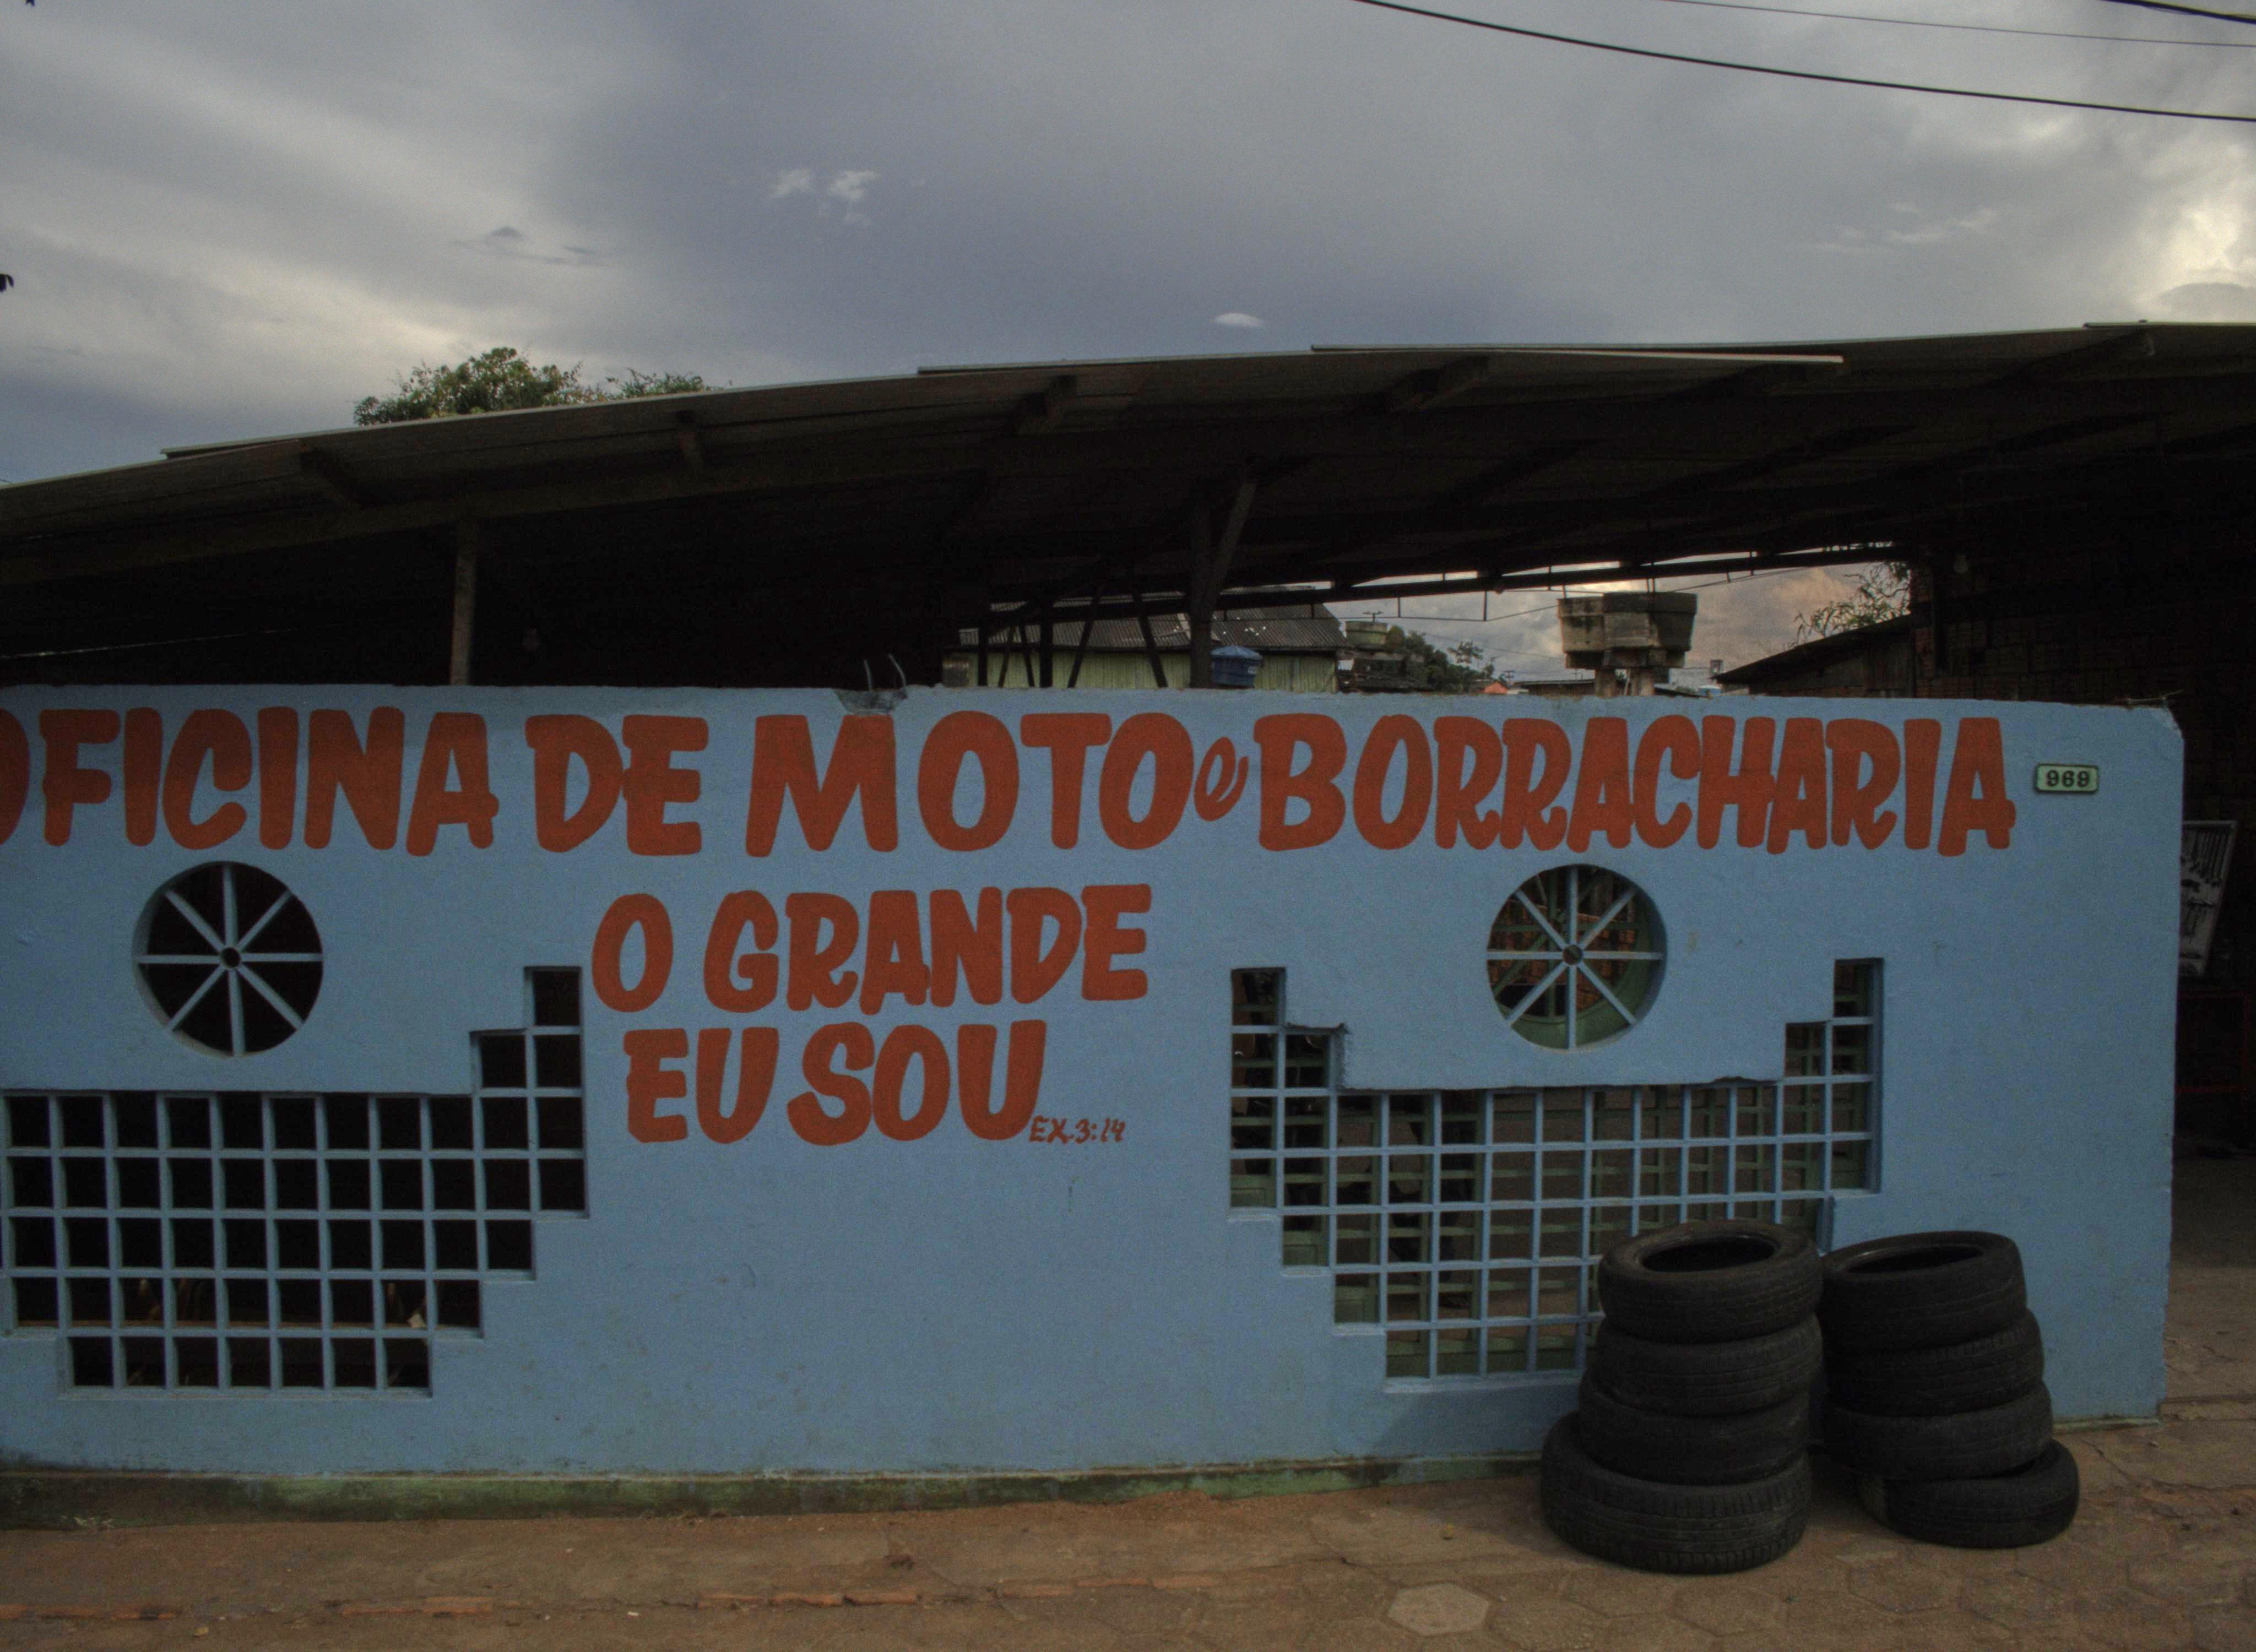 OFICINA DE MOTO e BORRACHARIA
969
O GRANDE
EU SOU
EX.3:14